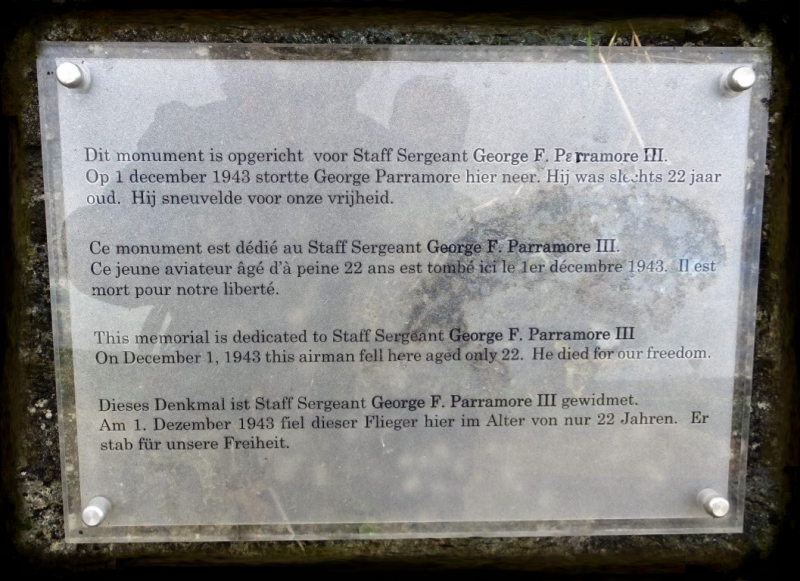 Dit monument is opgericht voor Staff Sergeant George F. Parramore III.
Op 1 december 1943 stortte George Parramore hier neer. Hij was slechts 22 jaar
oud. Hij sneuvelde voor onze vrijheid.
Ce monument est dédié au Staff Sergeant George F. Parramore III.
Ce jeune aviateur âgé d'à peine 22 ans est tombé ici le 1er décembre 1943. Il est
mort pour notre liberté.
This memorial is dedicated to Staff Sergeant George F. Parramore III
On December 1, 1943 this airman fell here aged only 22. He died for our freedom.
Dieses Denkmal ist Staff Sergeant George F. Parramore III gewidmet.
Am 1. Dezember 1943 fiel dieser Flieger hier im Alter von nur 22 Jahren. Er
stab für unsere Freiheit.